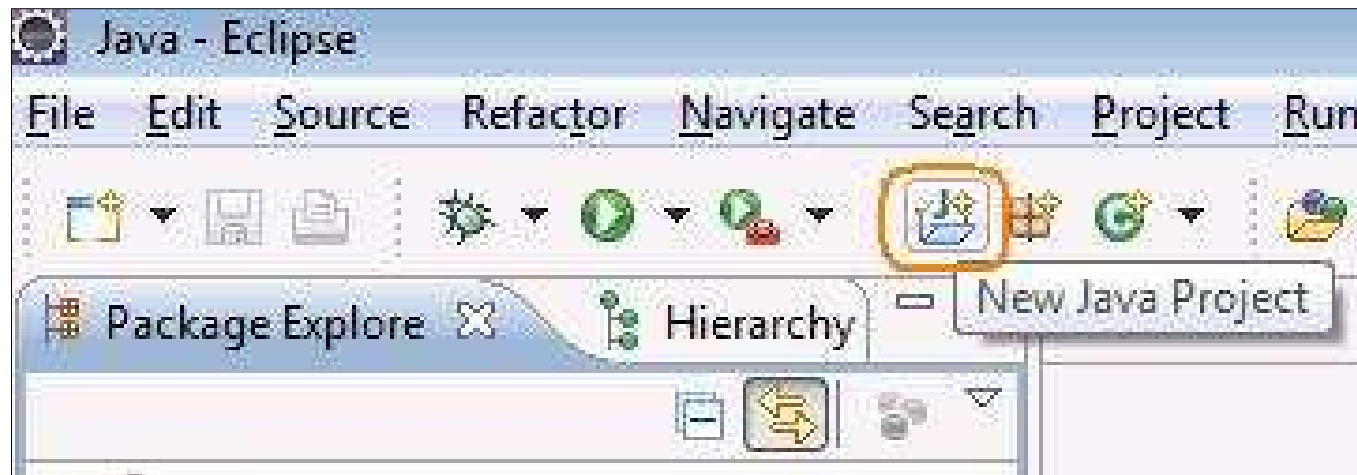 Java - Eclipse
File Edit Source Refactor Navigate Search Project Run
Package Explore Hierarchy
New Java Project